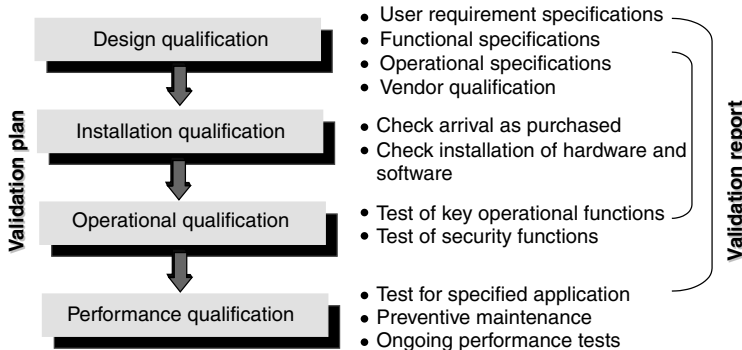 Validation plan
Design qualification
• User requirement specifications
• Functional specifications
• Operational specifications
• Vendor qualification
Installation qualification
• Check arrival as purchased
• Check installation of hardware and
software
Operational qualification
• Test of key operational functions
• Test of security functions
Performance qualification
• Test for specified application
• Preventive maintenance
• Ongoing performance tests
Validation report